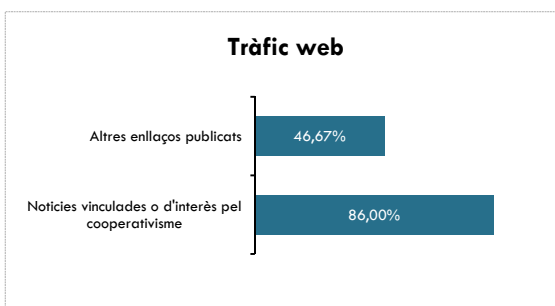 Tràfic web
Altres enllaços publicats
46,67%
Noticies vinculades o d'interès pel
cooperativisme
86,00%